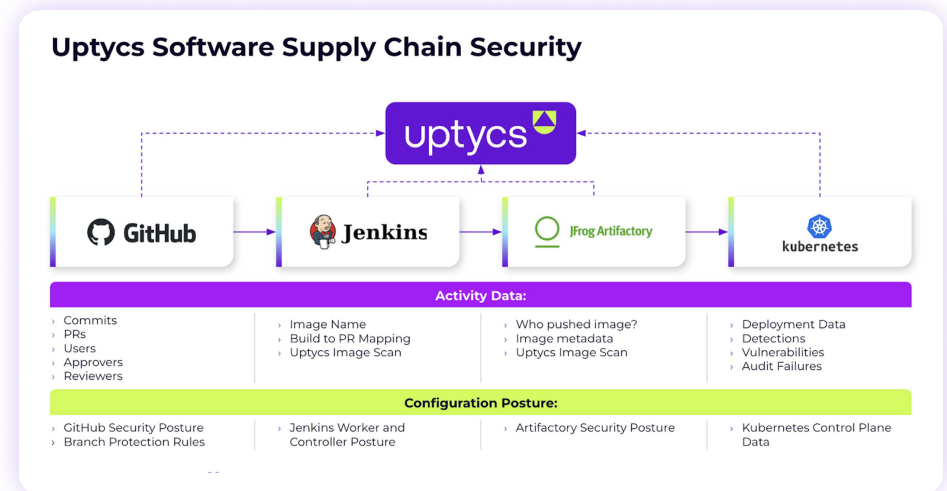 Uptycs Software Supply Chain Security
uptycs
GitHub
Jenkins
JFrog Artifactory
kubernetes
Activity Data:
› Commits
› PRs
› Users
› Approvers
› Reviewers
› Image Name
› Build to PR Mapping
› Uptycs Image Scan
› Who pushed image?
› Image metadata
› Uptycs Image Scan
› Deployment Data
› Detections
› Vulnerabilities
› Audit Failures
Configuration Posture:
› GitHub Security Posture
› Branch Protection Rules
› Jenkins Worker and
Controller Posture
› Artifactory Security Posture
› Kubernetes Control Plane
Data